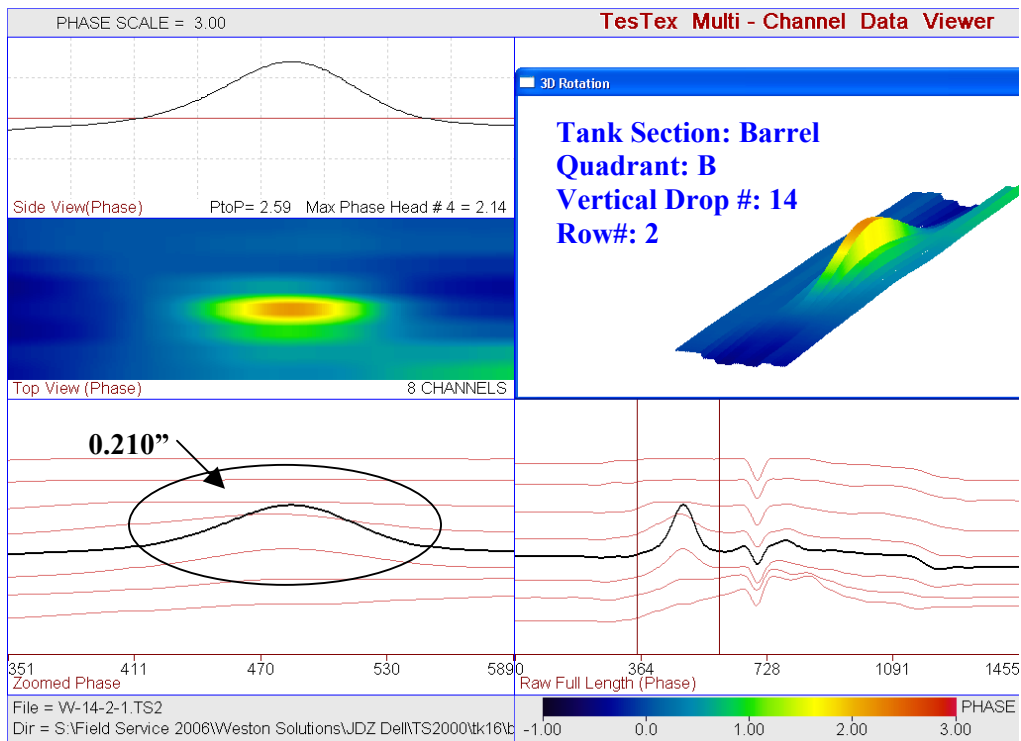 PHASE SCALE = 3.00
TesTex Multi - Channel Data Viewer
Side View(Phase)
PtoP= 2.59 Max Phase Head # 4 = 2.14
3D Rotation
Tank Section: Barrel
Quadrant: B
Vertical Drop #: 14
Row#: 2
Top View (Phase)
8 CHANNELS
0.210”
351 411 470 530 589
Zoomed Phase
0 364 728 1091 1455
Raw Full Length (Phase)
File = W-14-2-1.TS2
Dir = S:\Field Service 2006\Weston Solutions\JDZ Dell\TS2000\tk16\b
PHASE
-1.00 0.0 1.00 2.00 3.00